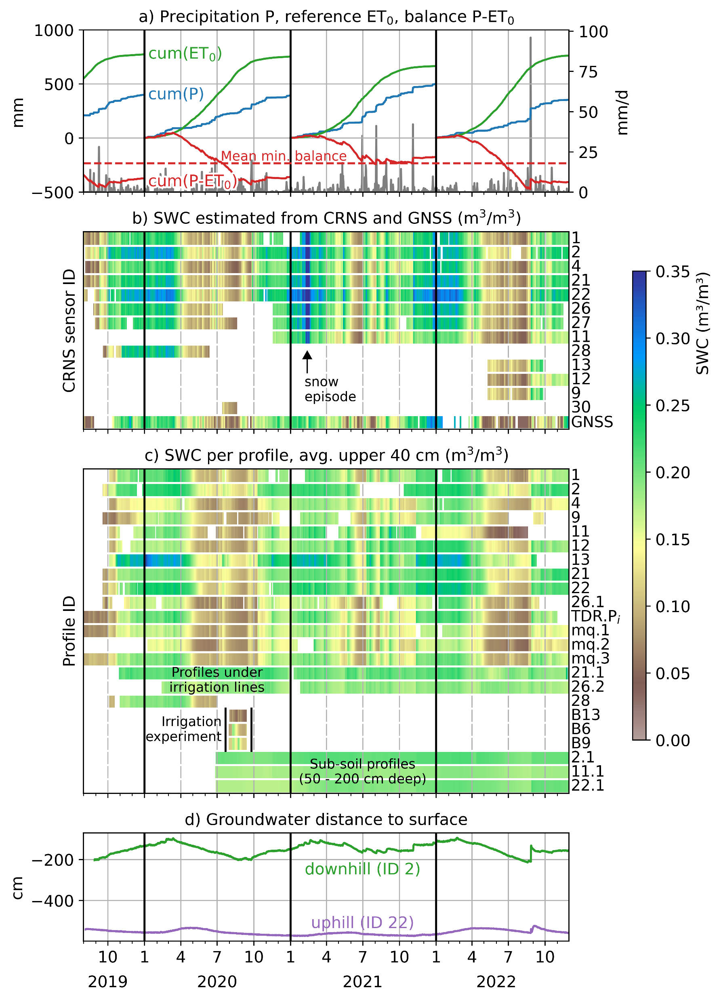 a) Precipitation P, reference ET₀, balance P-ET₀
1000
500
0
−500
mm
100
75
50
25
0
mm/d
cum(ET₀)
cum(P)
Mean min. balance
cum(P-ET₀)
b) SWC estimated from CRNS and GNSS (m³/m³)
CRNS sensor ID
1
2
4
21
22
26
27
11
28
13
12
9
30
GNSS
snow
episode
0.35
0.30
0.25
0.20
0.15
0.10
0.05
0.00
SWC (m³/m³)
c) SWC per profile, avg. upper 40 cm (m³/m³)
Profile ID
1
2
4
9
11
12
13
21
22
26.1
TDR.Pᵢ
mq.1
mq.2
mq.3
21.1
26.2
28
B13
B6
B9
2.1
11.1
22.1
Profiles under
irrigation lines
Irrigation
experiment
Sub-soil profiles
(50 - 200 cm deep)
d) Groundwater distance to surface
−200
−400
cm
downhill (ID 2)
uphill (ID 22)
10 1 4 7 10 1 4 7 10 1 4 7 10
2019 2020 2021 2022